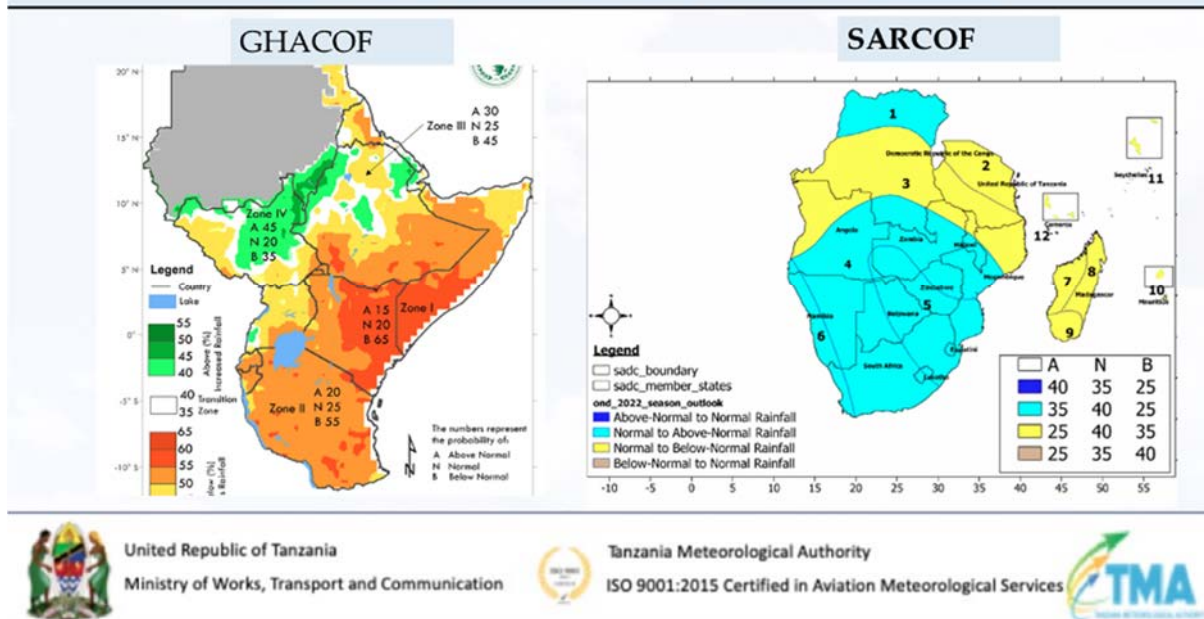 GHACOF
SARCOF
20° N
15° N
10° N
5° N
0°
-5° S
-10° S
A 30
Zone III
N 25
B 45
Zone IV
A 45
N 20
B 35
A 15
N 20
B 65
Zone I
A 20
Zone II
N 25
B 55
Legend
Country
Lake
55
50
45
40
Above (%)
Increased Rainfall
40
35
Transition
Zone
65
60
55
50
The numbers represent
the probability of:
A Above Normal
N Normal
B Below Normal
N
1
Democratic Republic of the Congo
2
United Republic of Tanzania
3
Seychelles
11
Comoros
12
Angola
Zambia
Malawi
4
Mozambique
Zimbabwe
5
7
8
Madagascar
10
Mauritius
Namibia
Botswana
6
9
Eswatini
South Africa
Lesotho
Legend
sadc_boundary
sadc_member_states
ond_2022_season_outlook
Above-Normal to Normal Rainfall
Normal to Above-Normal Rainfall
Normal to Below-Normal Rainfall
Below-Normal to Normal Rainfall
A N B
40 35 25
35 40 25
25 40 35
25 35 40
-10 -5 0 5 10 15 20 25 30 35 40 45 50 55
United Republic of Tanzania
Ministry of Works, Transport and Communication
Tanzania Meteorological Authority
ISO 9001:2015 Certified in Aviation Meteorological Services
TMA
TANZANIA METEOROLOGICAL AUTHORITY